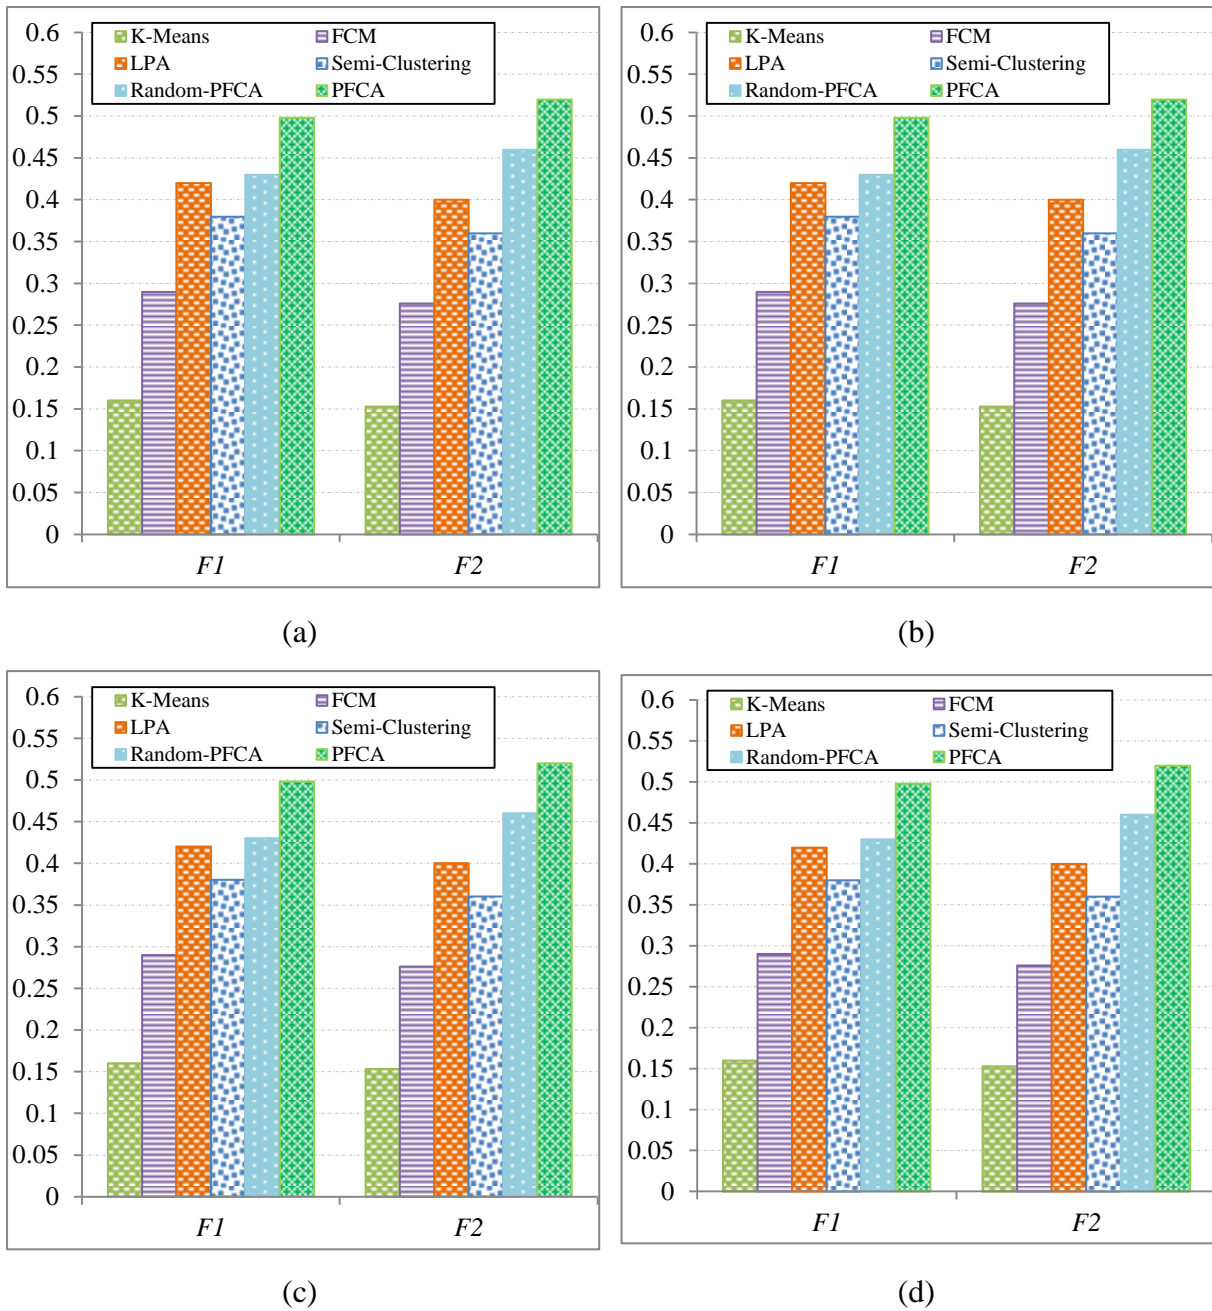 0.6
0.55
0.5
0.45
0.4
0.35
0.3
0.25
0.2
0.15
0.1
0.05
0
K-Means FCM
LPA Semi-Clustering
Random-PFCA PFCA
F1 F2
(a)
0.6
0.55
0.5
0.45
0.4
0.35
0.3
0.25
0.2
0.15
0.1
0.05
0
K-Means FCM
LPA Semi-Clustering
Random-PFCA PFCA
F1 F2
(b)
0.6
0.55
0.5
0.45
0.4
0.35
0.3
0.25
0.2
0.15
0.1
0.05
0
K-Means FCM
LPA Semi-Clustering
Random-PFCA PFCA
F1 F2
(c)
0.6
0.55
0.5
0.45
0.4
0.35
0.3
0.25
0.2
0.15
0.1
0.05
0
K-Means FCM
LPA Semi-Clustering
Random-PFCA PFCA
F1 F2
(d)